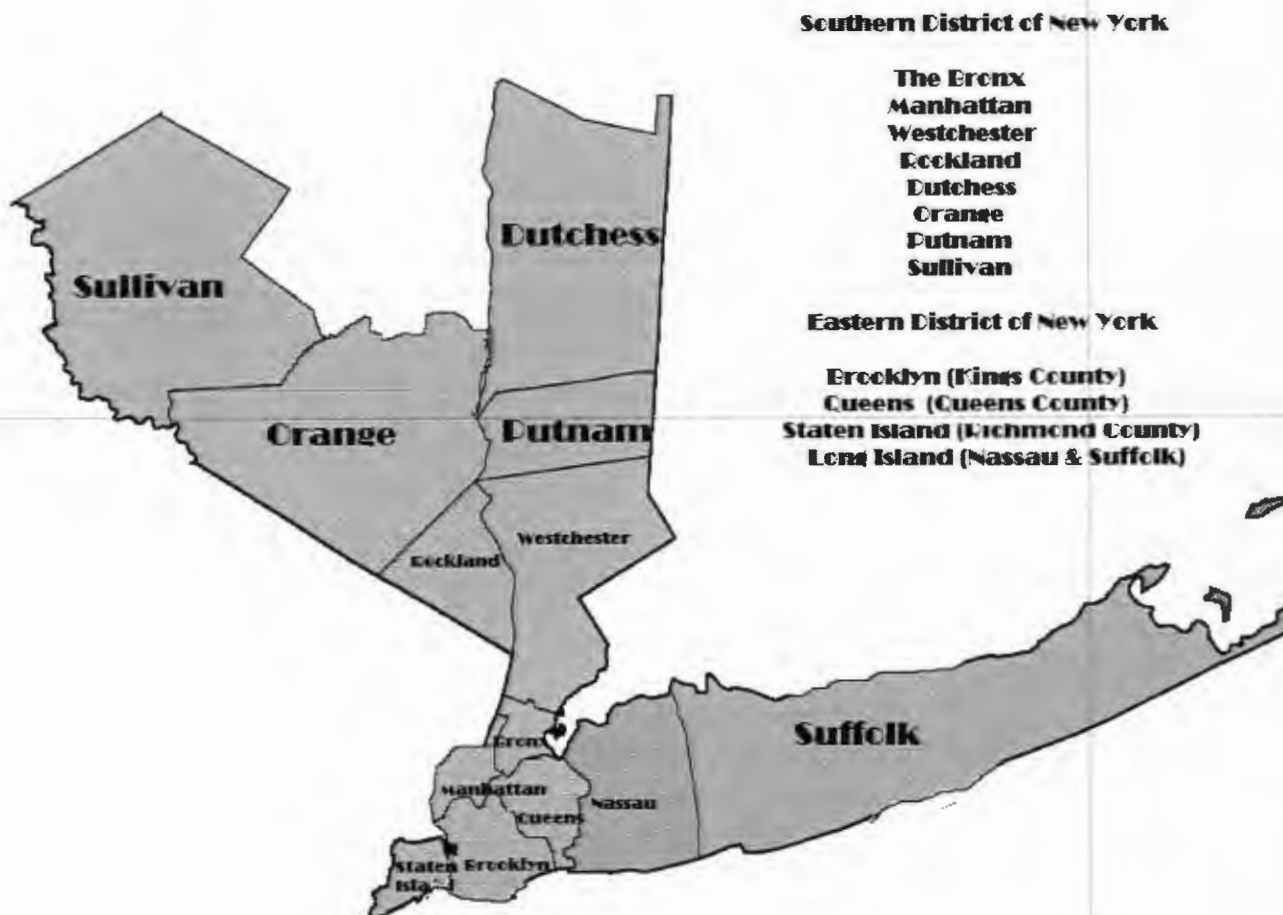 Southern District of New York
The Bronx
Manhattan
Westchester
Rockland
Dutchess
Orange
Putnam
Sullivan
Eastern District of New York
Brooklyn (Kings County)
Queens (Queens County)
Staten Island (Richmond County)
Long Island (Nassau & Suffolk)
Dutchess
Sullivan
Orange
Putnam
Westchester
Rockland
Bronx
Suffolk
Manhattan
Nassau
Queens
Staten
Island
Brooklyn